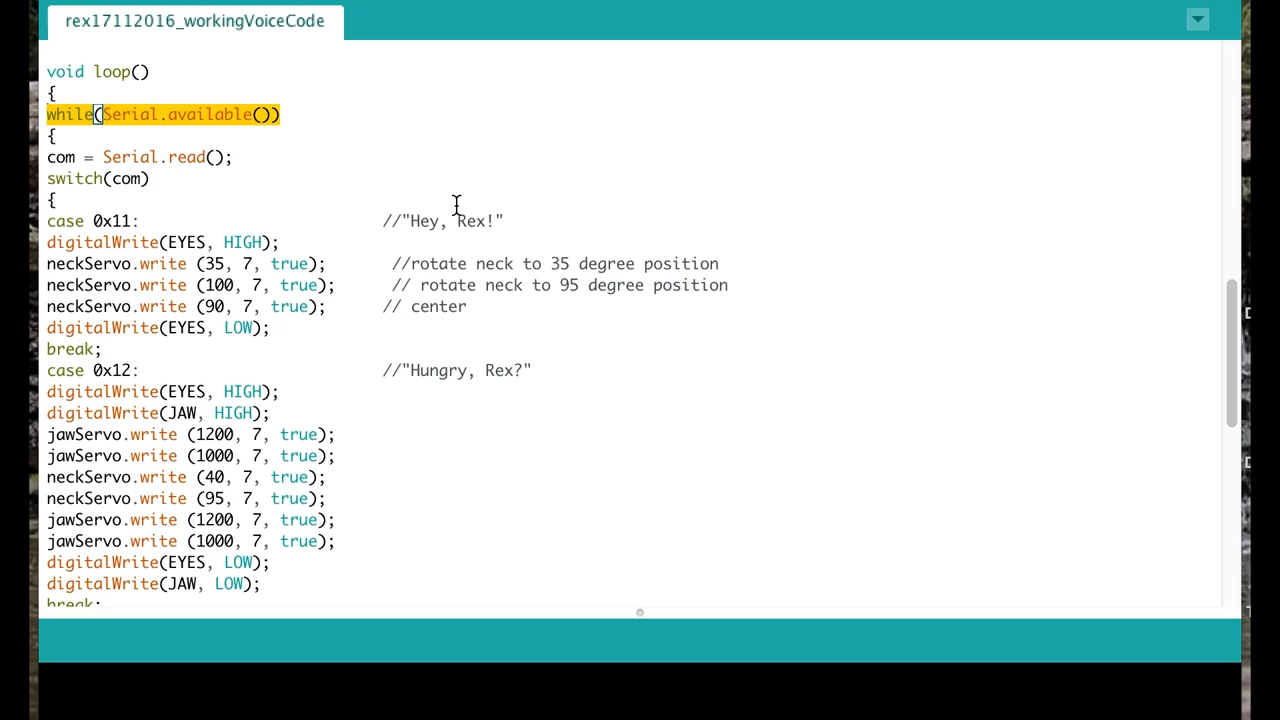 rex17112016_workingVoiceCode
void loop()
{
while(Serial.available())
{
com = Serial.read();
switch(com)
{
case 0x11: //"Hey, Rex!"
digitalWrite(EYES, HIGH);
neckServo.write (35, 7, true); //rotate neck to 35 degree position
neckServo.write (100, 7, true); // rotate neck to 95 degree position
neckServo.write (90, 7, true); // center
digitalWrite(EYES, LOW);
break;
case 0x12: //"Hungry, Rex?"
digitalWrite(EYES, HIGH);
digitalWrite(JAW, HIGH);
jawServo.write (1200, 7, true);
jawServo.write (1000, 7, true);
neckServo.write (40, 7, true);
neckServo.write (95, 7, true);
jawServo.write (1200, 7, true);
jawServo.write (1000, 7, true);
digitalWrite(EYES, LOW);
digitalWrite(JAW, LOW);
break;